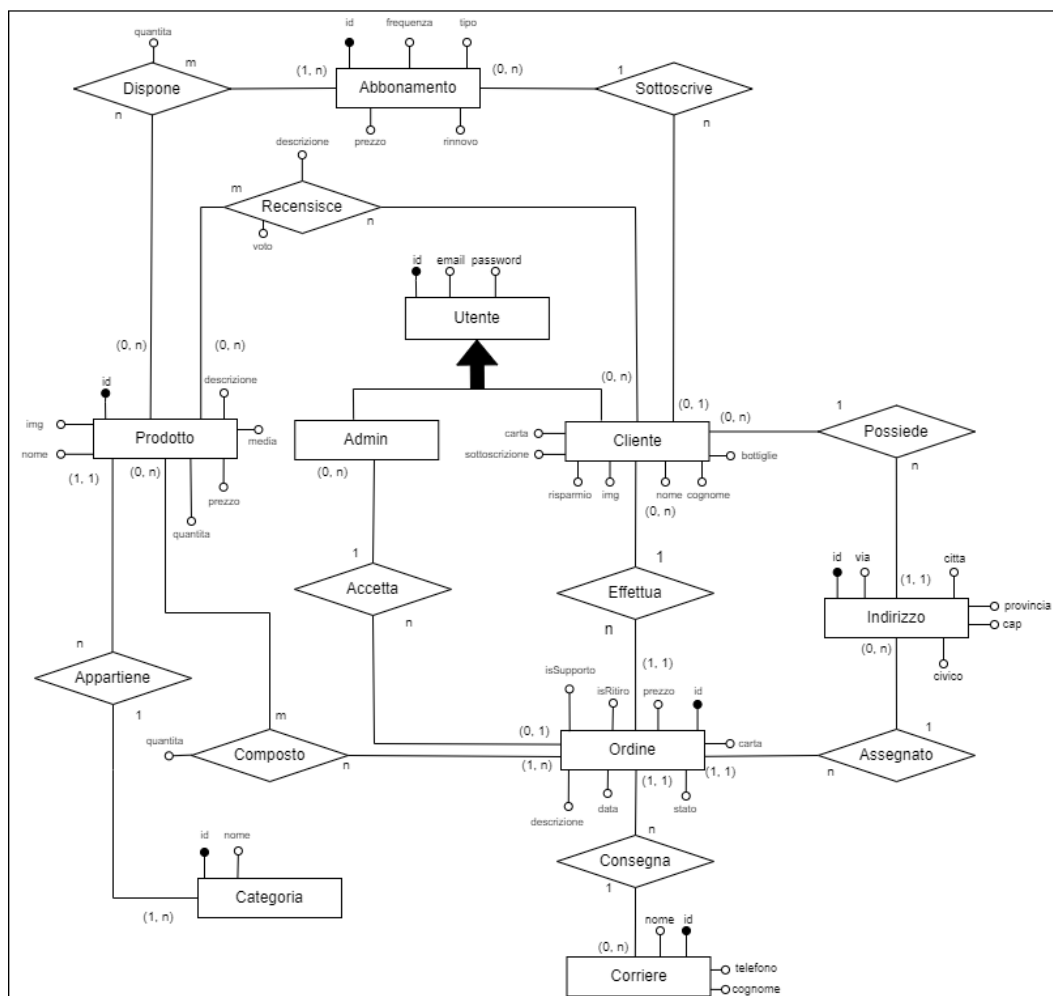 id frequenza tipo
quantita
m (1, n) (0, n) 1
Dispone Abbonamento Sottoscrive
n n
prezzo rinnovo
descrizione
m
Recensisce
n
voto
id email password
Utente
(0, n) (0, n)
(0, n)
id descrizione
(0, 1) (0, n) 1
img
Prodotto media Admin carta Cliente Possiede
nome sottoscrizione bottiglie
(1, 1) (0, n) (0, n) n
prezzo risparmio img nome cognome
(0, n)
quantita
id via citta
1 1 (1, 1)
Accetta Effettua Indirizzo provincia
cap
n n (0, n)
civico
n (1, 1)
isSupporto
isRitiro prezzo id
Appartiene
1 m (0, 1) 1
quantita Composto Ordine carta Assegnato
n (1, n) (1, 1) (1, 1) n
descrizione data stato
n
id nome
Consegna
1
Categoria
(1, n)
nome id
(0, n)
Corriere telefono
cognome